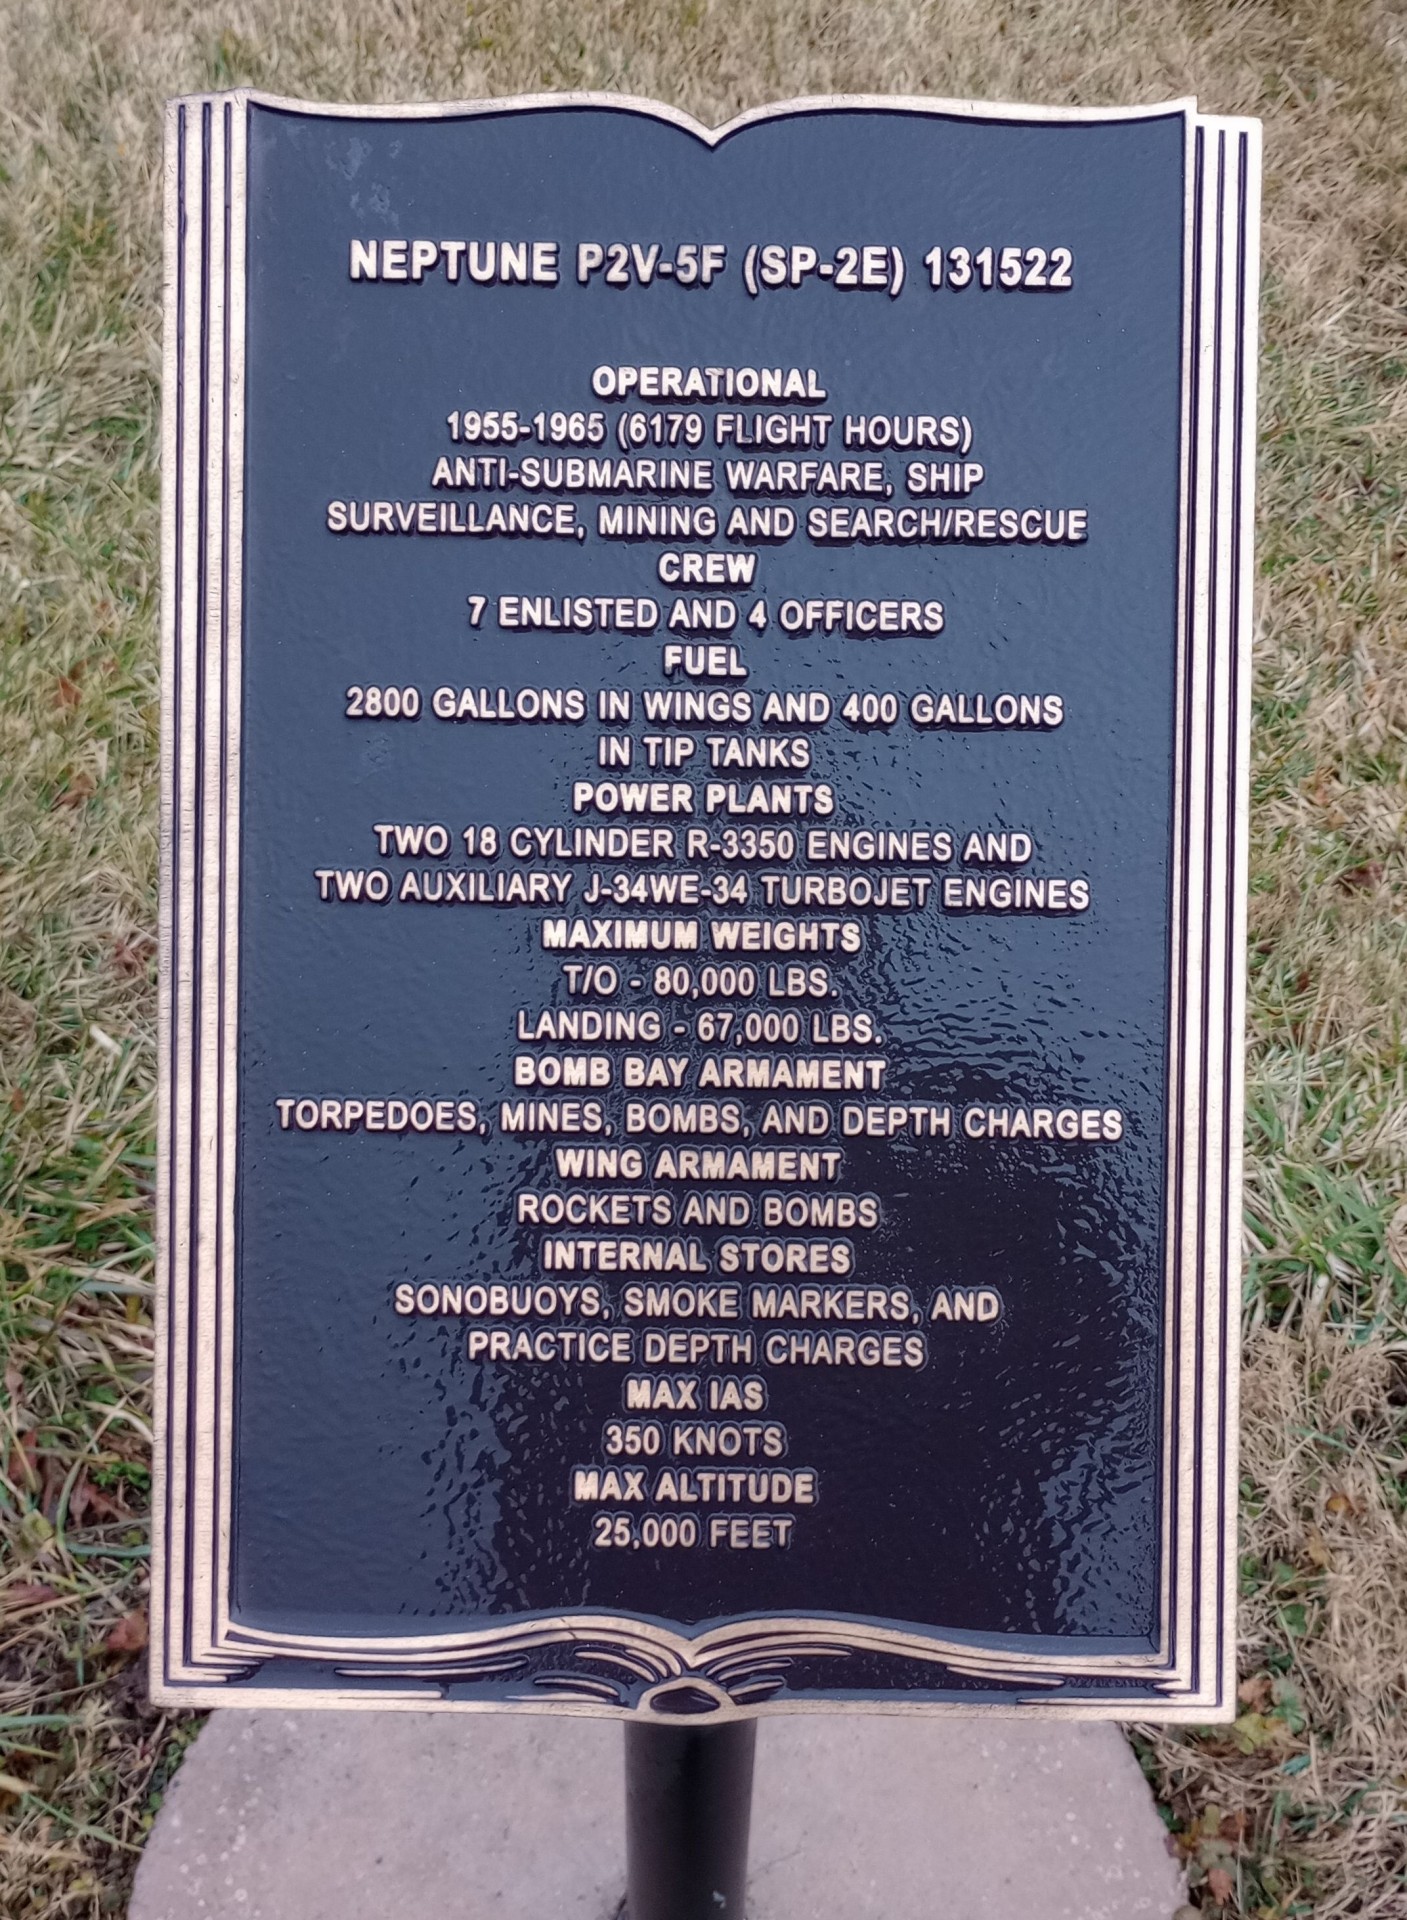 NEPTUNE P2V-5F (SP-2E) 131522
OPERATIONAL
1955-1965 (6179 FLIGHT HOURS)
ANTI-SUBMARINE WARFARE, SHIP
SURVEILLANCE, MINING AND SEARCH/RESCUE
CREW
7 ENLISTED AND 4 OFFICERS
FUEL
2800 GALLONS IN WINGS AND 400 GALLONS
IN TIP TANKS
POWER PLANTS
TWO 18 CYLINDER R-3350 ENGINES AND
TWO AUXILIARY J-34WE-34 TURBOJET ENGINES
MAXIMUM WEIGHTS
T/O - 80,000 LBS.
LANDING - 67,000 LBS.
BOMB BAY ARMAMENT
TORPEDOES, MINES, BOMBS, AND DEPTH CHARGES
WING ARMAMENT
ROCKETS AND BOMBS
INTERNAL STORES
SONOBUOYS, SMOKE MARKERS, AND
PRACTICE DEPTH CHARGES
MAX IAS
350 KNOTS
MAX ALTITUDE
25,000 FEET